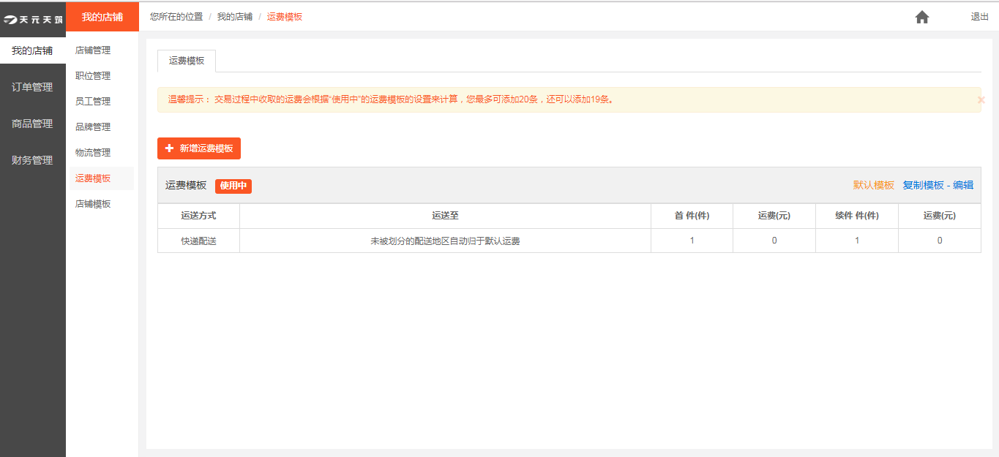 天元天筑
我的店铺
您所在的位置 / 我的店铺 / 运费模板
退出
我的店铺
订单管理
商品管理
财务管理
店铺管理
职位管理
员工管理
品牌管理
物流管理
运费模板
店铺模板
运费模板
温馨提示： 交易过程中收取的运费会根据“使用中”的运费模板的设置来计算，您最多可添加20条，还可以添加19条。
×
新增运费模板
运费模板 使用中 默认模板 复制模板 - 编辑
运送方式 运送至 首 件(件) 运费(元) 续件 件(件) 运费(元)
快递配送 未被划分的配送地区自动归于默认运费 1 0 1 0